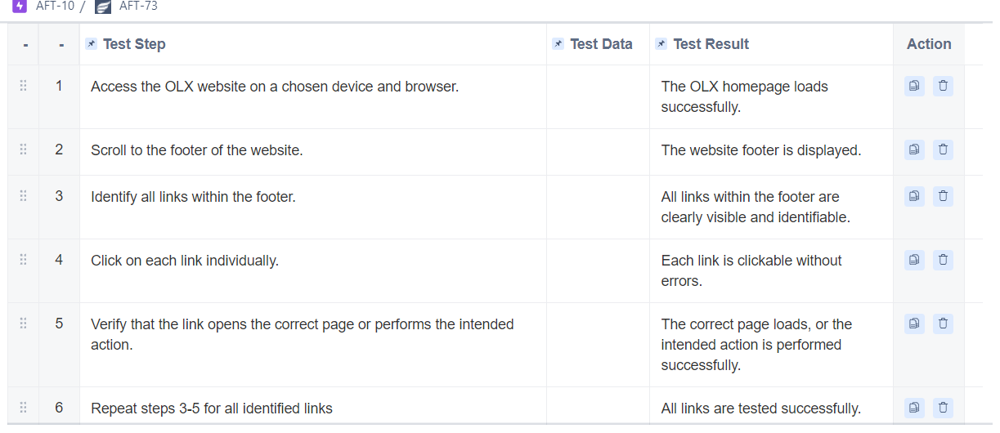 AFT-10 / AFT-73
- - Test Step Test Data Test Result Action
1 Access the OLX website on a chosen device and browser. The OLX homepage loads
successfully.
2 Scroll to the footer of the website. The website footer is displayed.
3 Identify all links within the footer. All links within the footer are
clearly visible and identifiable.
4 Click on each link individually. Each link is clickable without
errors.
5 Verify that the link opens the correct page or performs the intended
action.
The correct page loads, or the
intended action is performed
successfully.
6 Repeat steps 3-5 for all identified links All links are tested successfully.